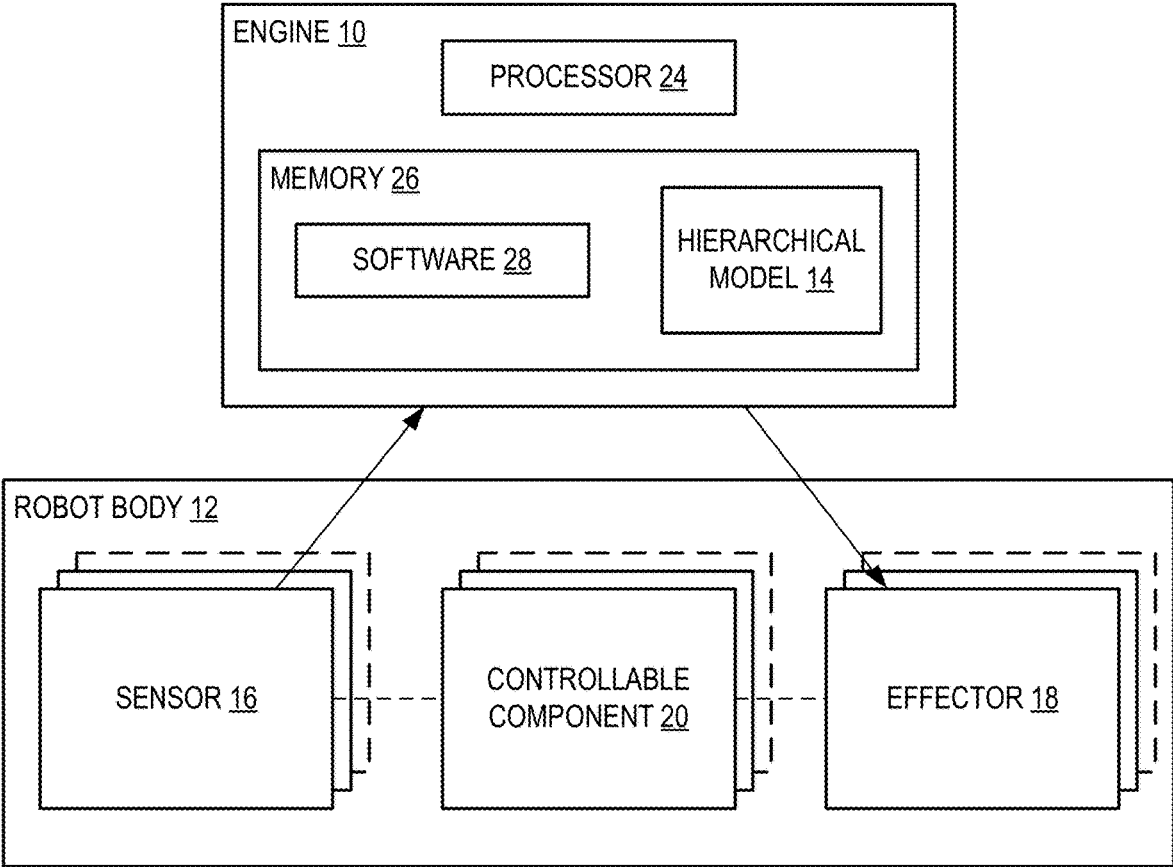 ENGINE 10
PROCESSOR 24
MEMORY 26
SOFTWARE 28
HIERARCHICAL
MODEL 14
ROBOT BODY 12
SENSOR 16
CONTROLLABLE
COMPONENT 20
EFFECTOR 18